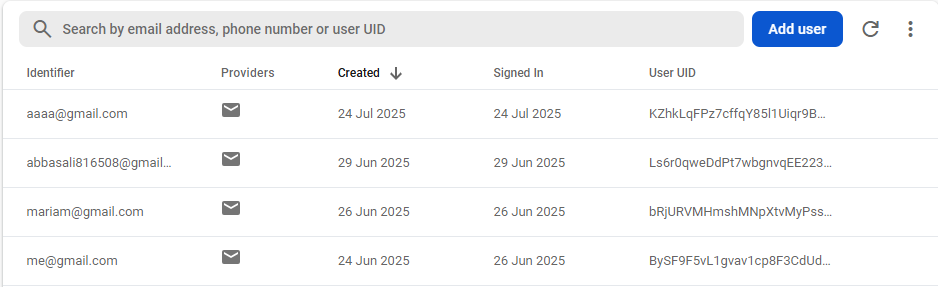 Search by email address, phone number or user UID Add user
Identifier Providers Created Signed In User UID
aaaa@gmail.com 24 Jul 2025 24 Jul 2025 KZhkLqFPz7cffqY85l1Uiqr9B...
abbasali816508@gmail... 29 Jun 2025 29 Jun 2025 Ls6r0qweDdPt7wbgnvqEE223...
mariam@gmail.com 26 Jun 2025 26 Jun 2025 bRjURVMHmshMNpXtvMyPss...
me@gmail.com 24 Jun 2025 26 Jun 2025 BySF9F5vL1gvav1cp8F3CdUd...